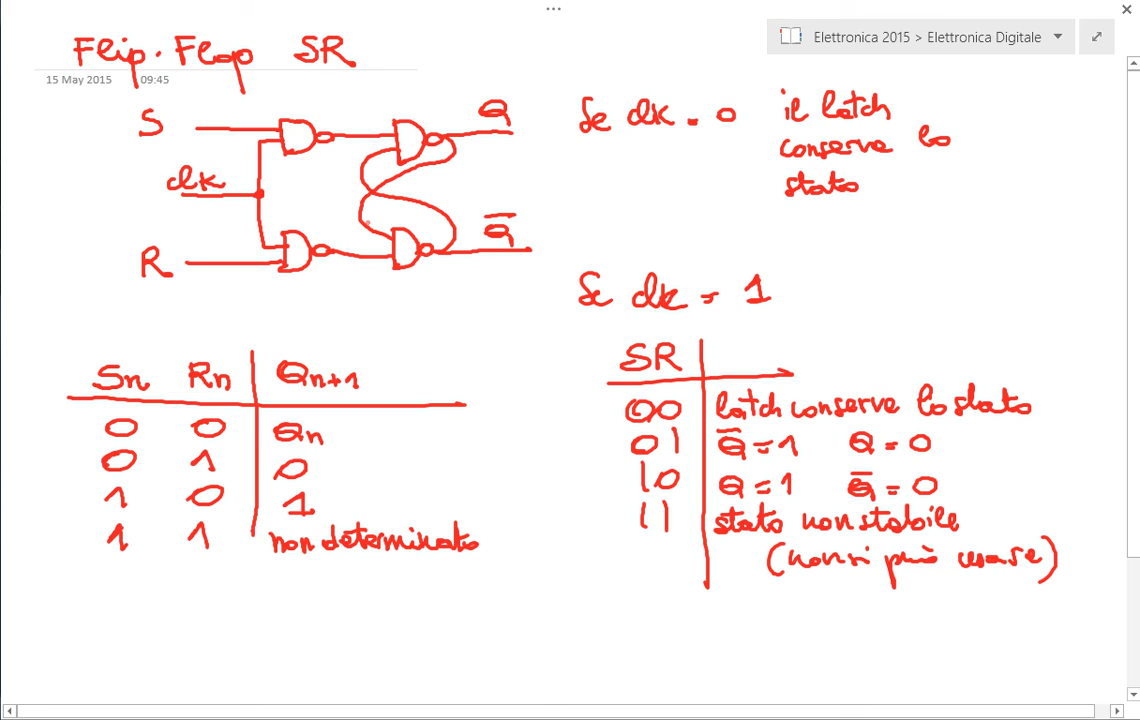 Flip-Flop SR
15 May 2015 09:45
Elettronica 2015 > Elettronica Digitale
S
clk
R
Q
Q̅
Se clk = 0 il latch
conserva lo
stato
Se clk = 1
Sn Rn Qn+1
0 0 Qn
0 1 0
1 0 1
1 1 non determinato
SR
00 latch conserva lo stato
01 Q̅ = 1 Q = 0
10 Q = 1 Q̅ = 0
11 stato non stabile
(non si può usare)